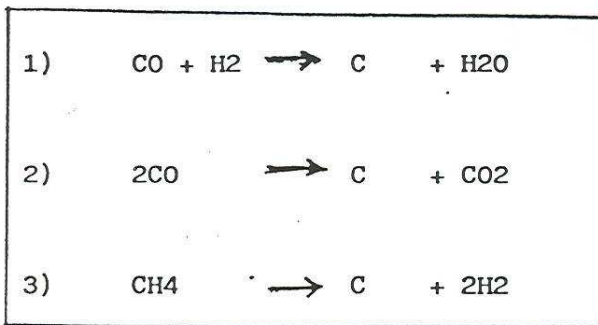 1) CO + H2 → C + H2O
2) 2CO → C + CO2
3) CH4 → C + 2H2